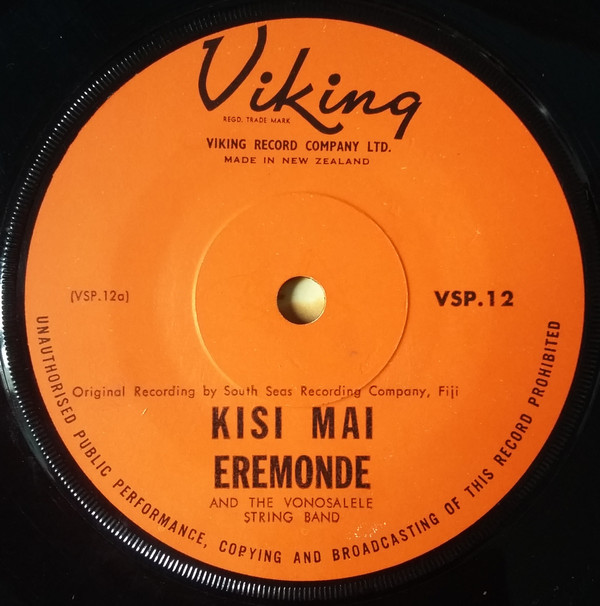 Viking
REGD. TRADE MARK
VIKING RECORD COMPANY LTD.
MADE IN NEW ZEALAND
(VSP.12a)
VSP.12
Original Recording by South Seas Recording Company, Fiji
KISI MAI
EREMONDE
AND THE VONOSALELE
STRING BAND
UNAUTHORISED PUBLIC PERFORMANCE, COPYING AND BROADCASTING OF THIS RECORD PROHIBITED